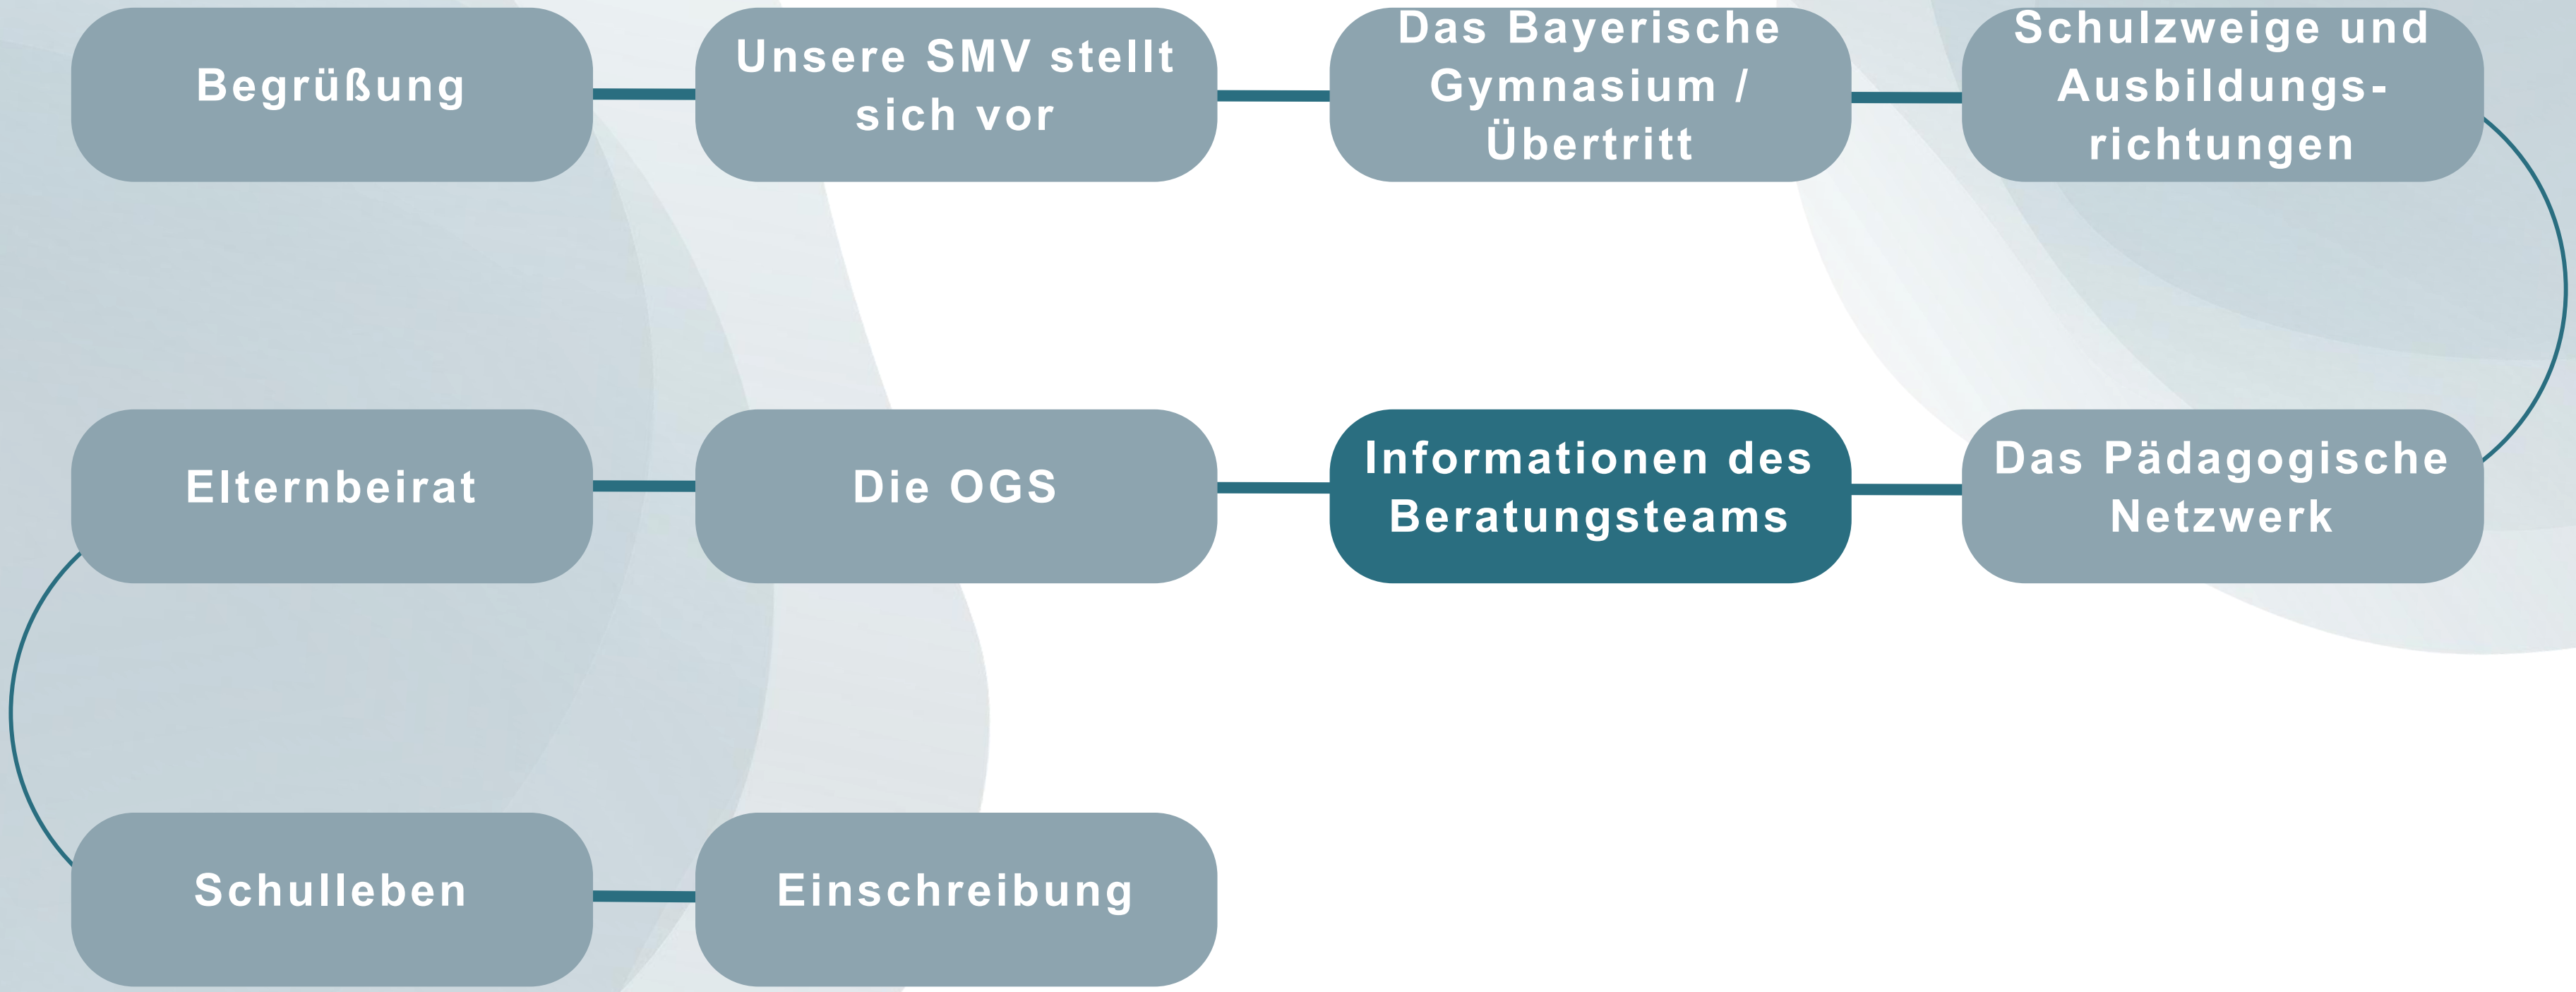 Begrüßung
Unsere SMV stellt
sich vor
Das Bayerische
Gymnasium /
Übertritt
Schulzweige und
Ausbildungs-
richtungen
Elternbeirat
Die OGS
Informationen des
Beratungsteams
Das Pädagogische
Netzwerk
Schulleben
Einschreibung